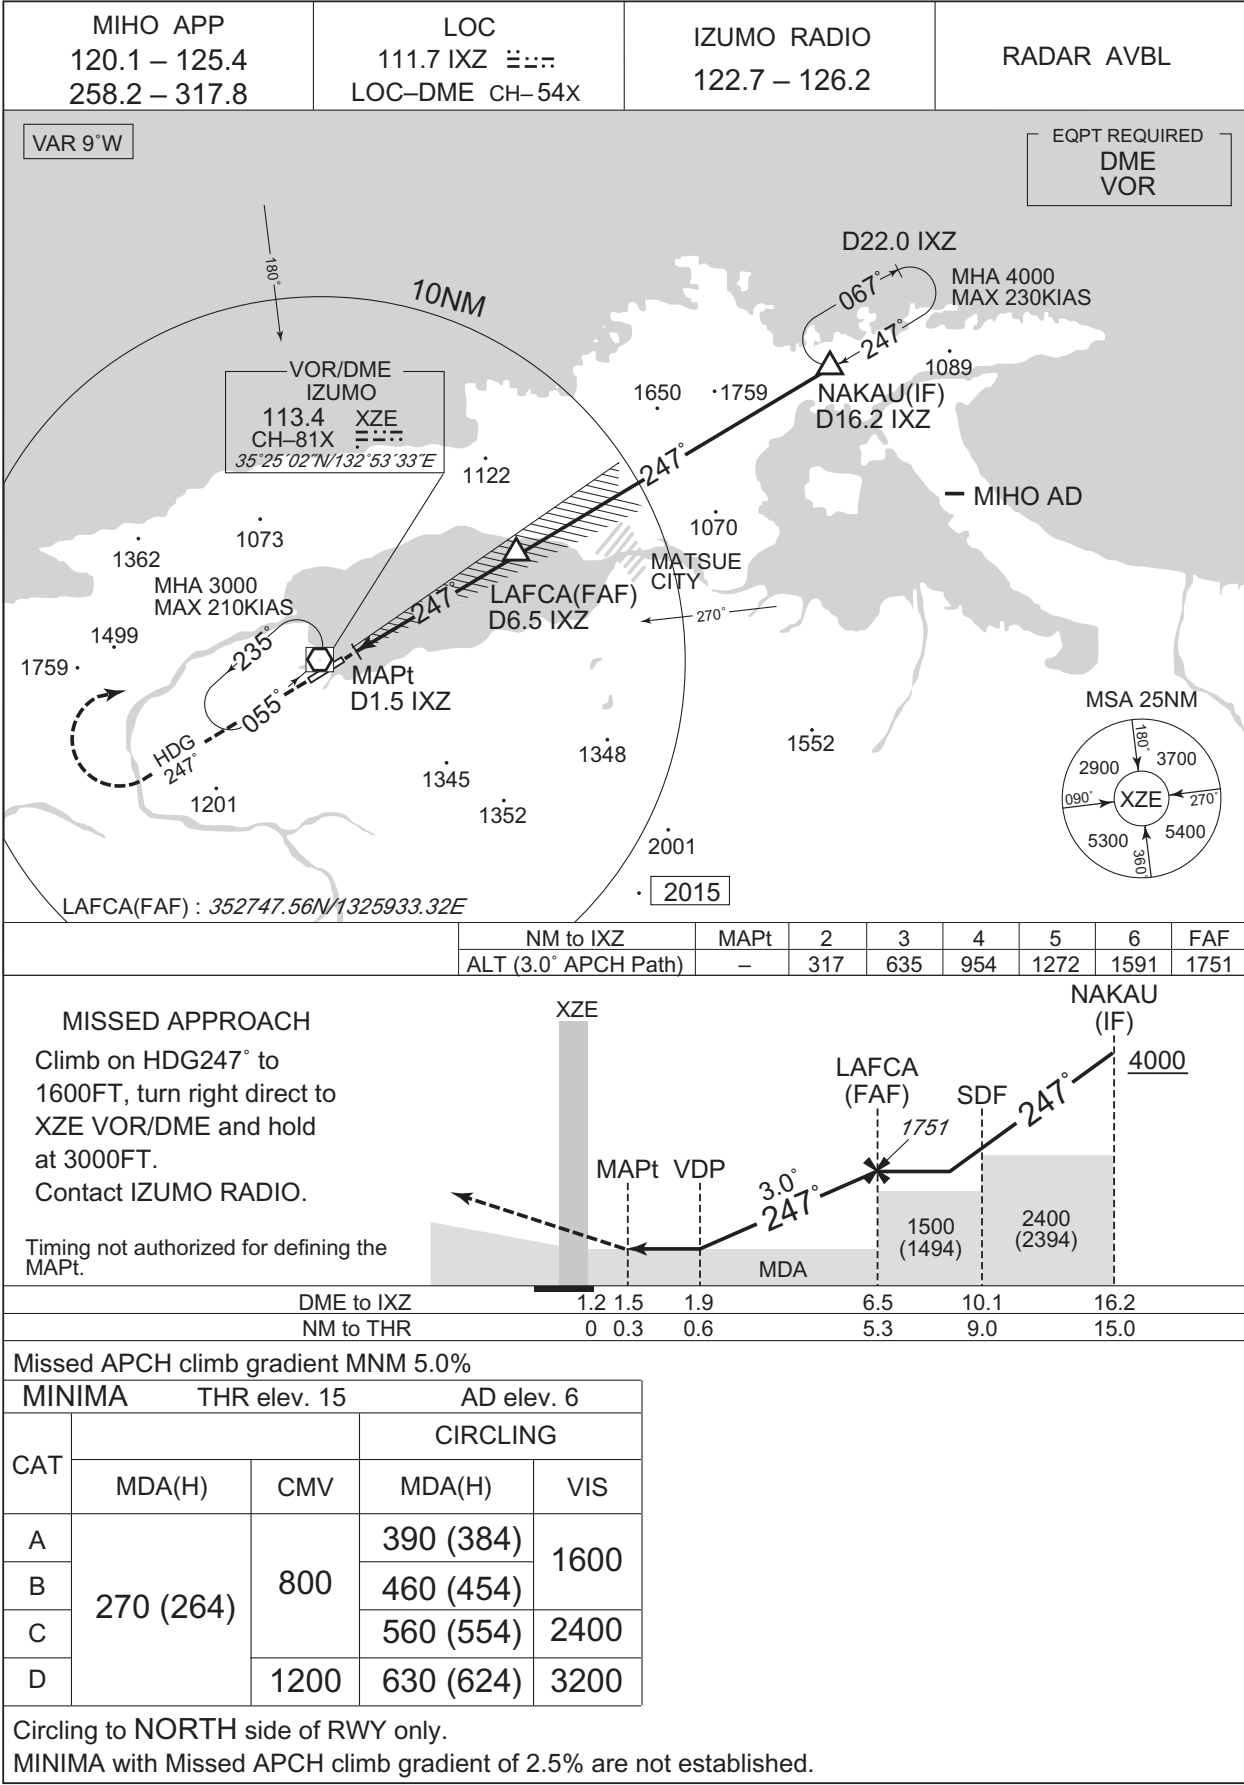 MIHO APP
120.1 – 125.4
258.2 – 317.8
LOC
111.7 IXZ
LOC–DME CH–54X
IZUMO RADIO
122.7 – 126.2
RADAR AVBL
VAR 9°W
EQPT REQUIRED
DME
VOR
D22.0 IXZ
MHA 4000
MAX 230KIAS
067°
247°
180°
10NM
VOR/DME
IZUMO
113.4 XZE
CH–81X
35°25′02″N/132°53′33″E
1089
NAKAU(IF)
D16.2 IXZ
1650
1759
247°
1122
MIHO AD
1070
1073
1362
MATSUE
CITY
MHA 3000
MAX 210KIAS
LAFCA(FAF)
D6.5 IXZ
247°
270°
1499
1759
235°
055°
MAPt
D1.5 IXZ
HDG
247°
MSA 25NM
180°
3700
2900
090°
XZE
270°
5300
5400
360°
1552
1348
1345
1352
1201
2001
2015
LAFCA(FAF) : 352747.56N/1325933.32E
NM to IXZ MAPt 2 3 4 5 6 FAF
ALT (3.0° APCH Path) – 317 635 954 1272 1591 1751
MISSED APPROACH
Climb on HDG247° to
1600FT, turn right direct to
XZE VOR/DME and hold
at 3000FT.
Contact IZUMO RADIO.
Timing not authorized for defining the
MAPt.
XZE
NAKAU
(IF)
4000
LAFCA
(FAF)
SDF
247°
1751
MAPt VDP
3.0°
247°
1500
(1494)
2400
(2394)
MDA
DME to IXZ 1.2 1.5 1.9 6.5 10.1 16.2
NM to THR 0 0.3 0.6 5.3 9.0 15.0
Missed APCH climb gradient MNM 5.0%
MINIMA THR elev. 15 AD elev. 6
CAT
CIRCLING
MDA(H) CMV MDA(H) VIS
A
B
C
D
270 (264)
800
1200
390 (384)
460 (454)
560 (554)
630 (624)
1600
2400
3200
Circling to NORTH side of RWY only.
MINIMA with Missed APCH climb gradient of 2.5% are not established.